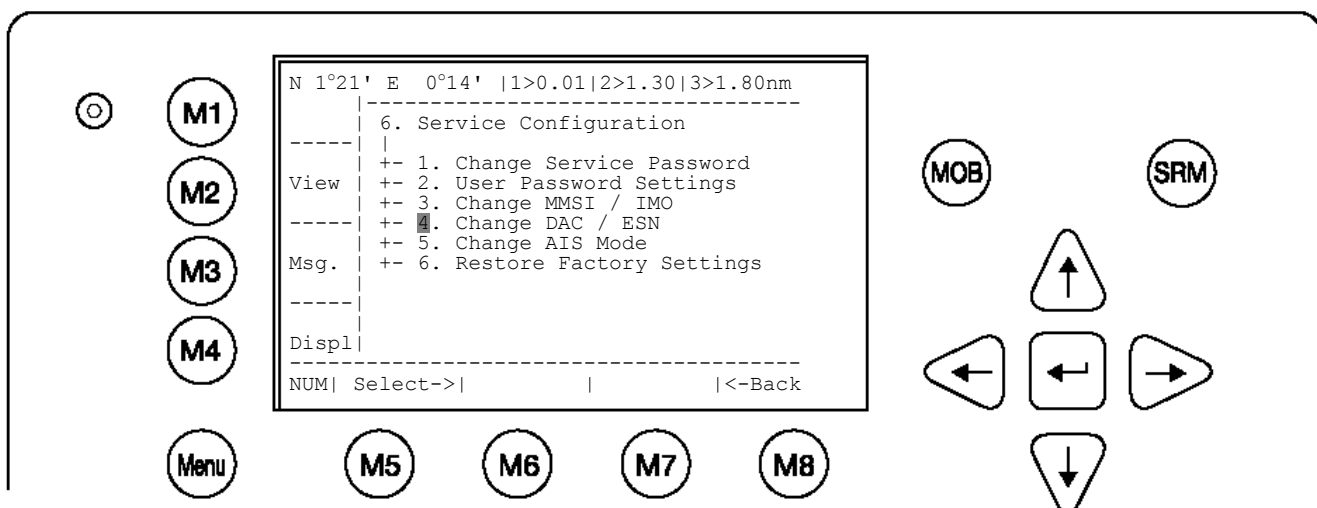 N 1°21' E  0°14' |1>0.01|2>1.30|3>1.80nm
|----------------------------------
| 6. Service Configuration
-----| |
| +- 1. Change Service Password
View | +- 2. User Password Settings
| +- 3. Change MMSI / IMO
-----| +- 4. Change DAC / ESN
| +- 5. Change AIS Mode
Msg. | +- 6. Restore Factory Settings
-----|
Displ|
----------------------------------------
NUM| Select->|         |         |<-Back
M1
M2
M3
M4
Menu
M5
M6
M7
M8
MOB
SRM